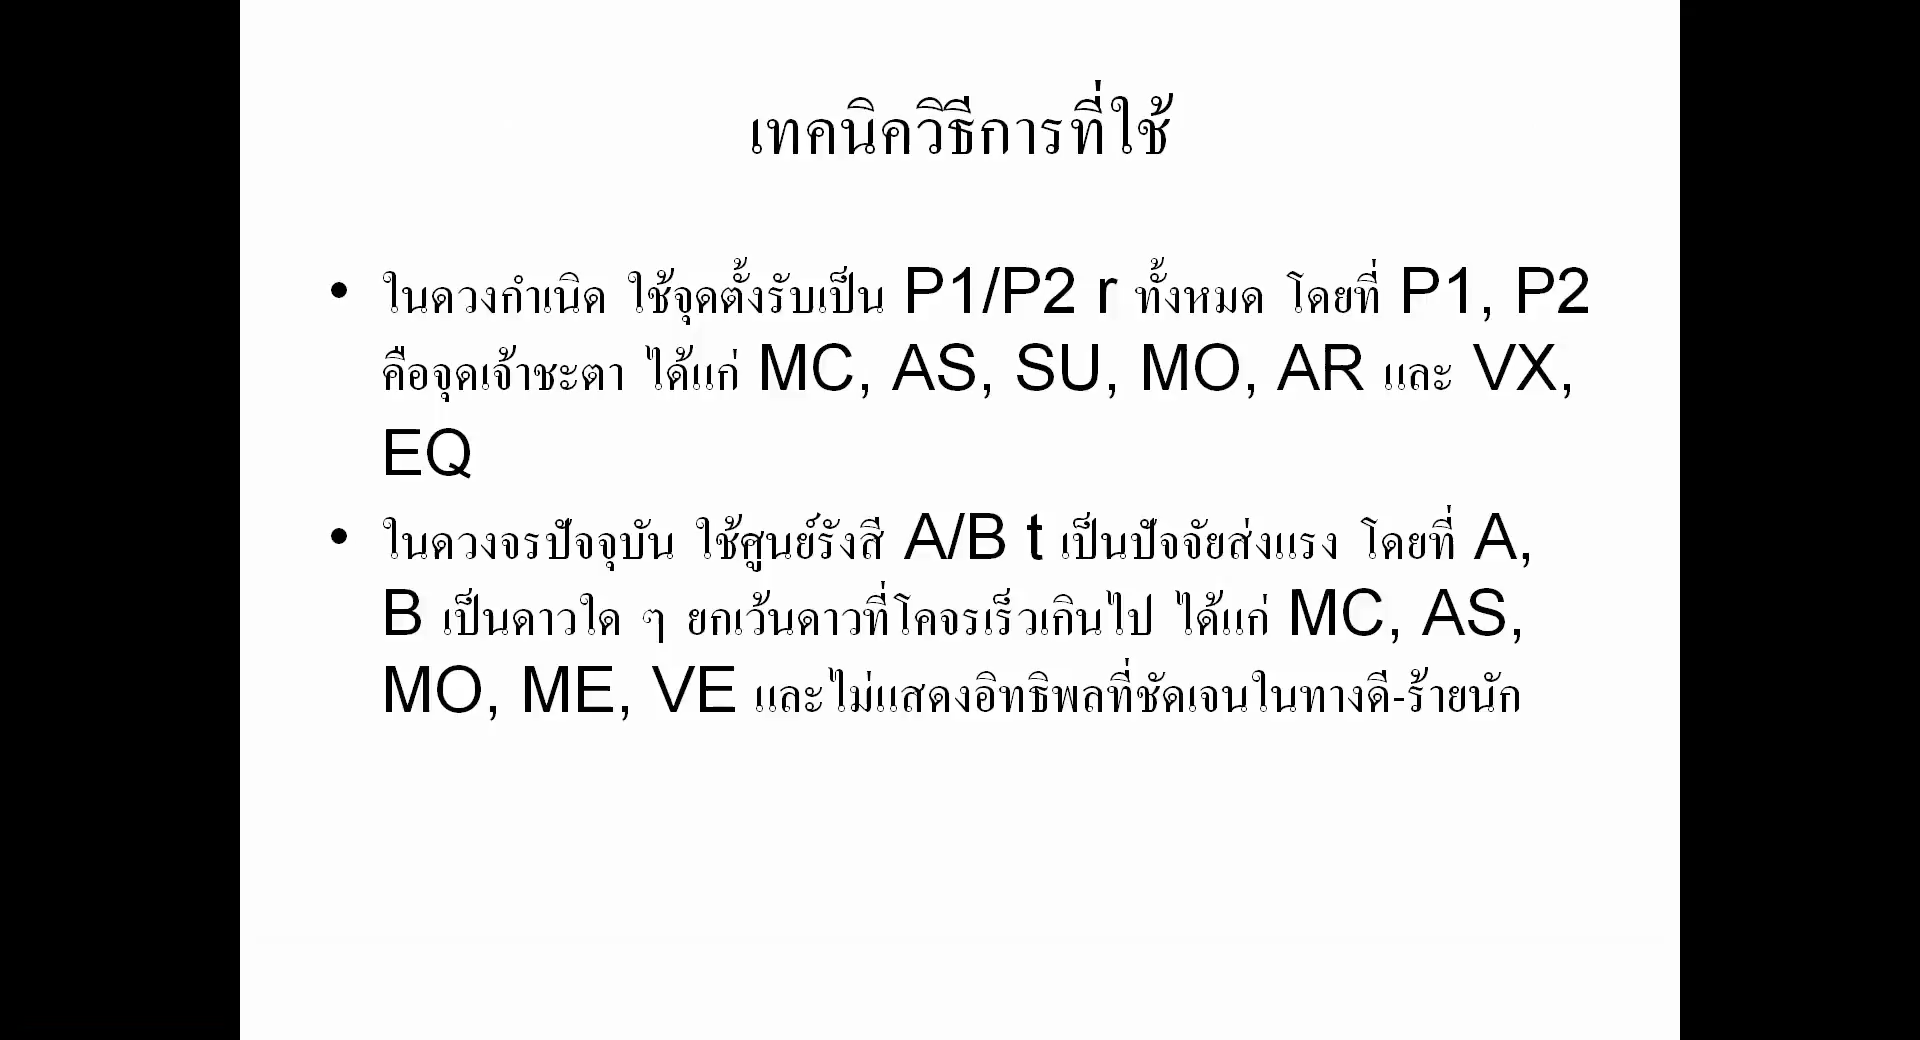 เทคนิควิธีการที่ใช้
• ในดวงกำเนิด ใช้จุดตั้งรับเป็น P1/P2 r ทั้งหมด โดยที่ P1, P2
คือจุดเจ้าชะตา ได้แก่ MC, AS, SU, MO, AR และ VX,
EQ
• ในดวงจรปัจจุบัน ใช้ศูนย์รังสี A/B t เป็นปัจจัยส่งแรง โดยที่ A,
B เป็นดาวใด ๆ ยกเว้นดาวที่โคจรเร็วเกินไป ได้แก่ MC, AS,
MO, ME, VE และไม่แสดงอิทธิพลที่ชัดเจนในทางดี-ร้ายนัก